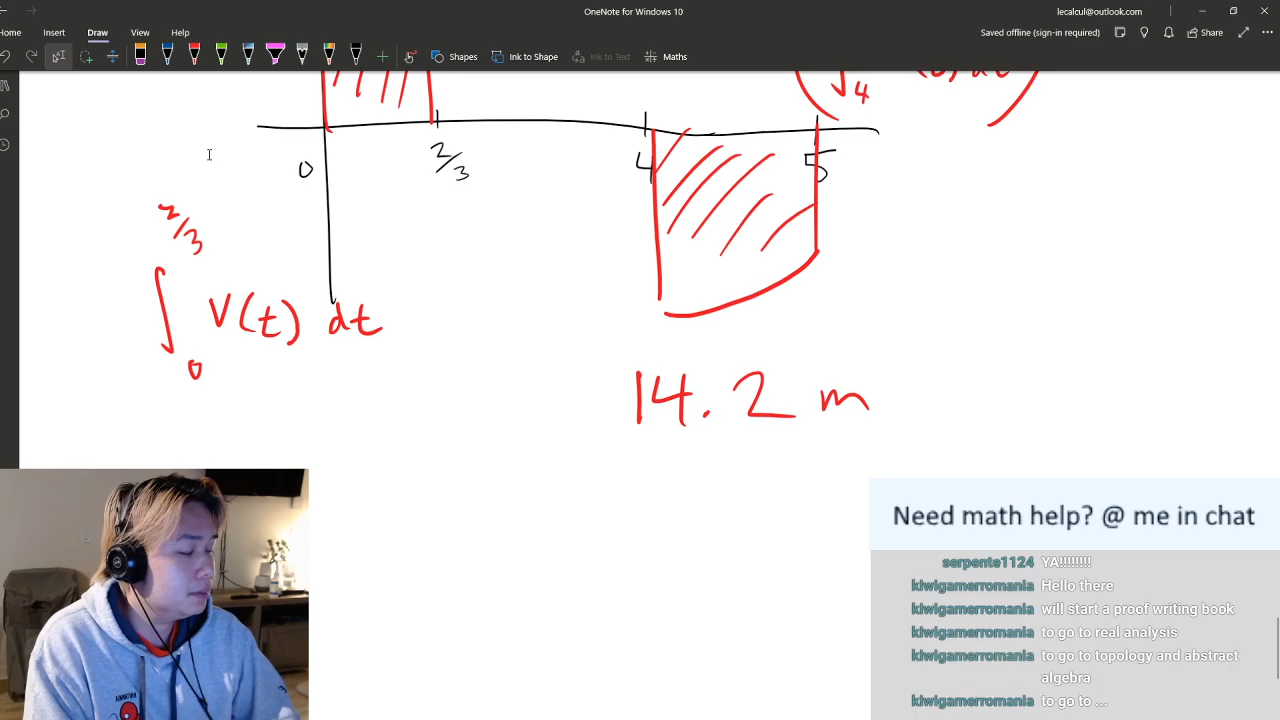 OneNote for Windows 10
lecalcul@outlook.com
Home Insert Draw View Help
Saved offline (sign-in required)
Share
Shapes
Ink to Shape
Ink to Text
Maths
4
0
2/3
4
5
2/3
∫ V(t) dt
0
14.2 m
Need math help? @ me in chat
serpente1124 YA!!!!!!!!
kiwigamerromania Hello there
kiwigamerromania will start a proof writing book
kiwigamerromania to go to real analysis
kiwigamerromania to go to topology and abstract
algebra
kiwigamerromania to go to ...